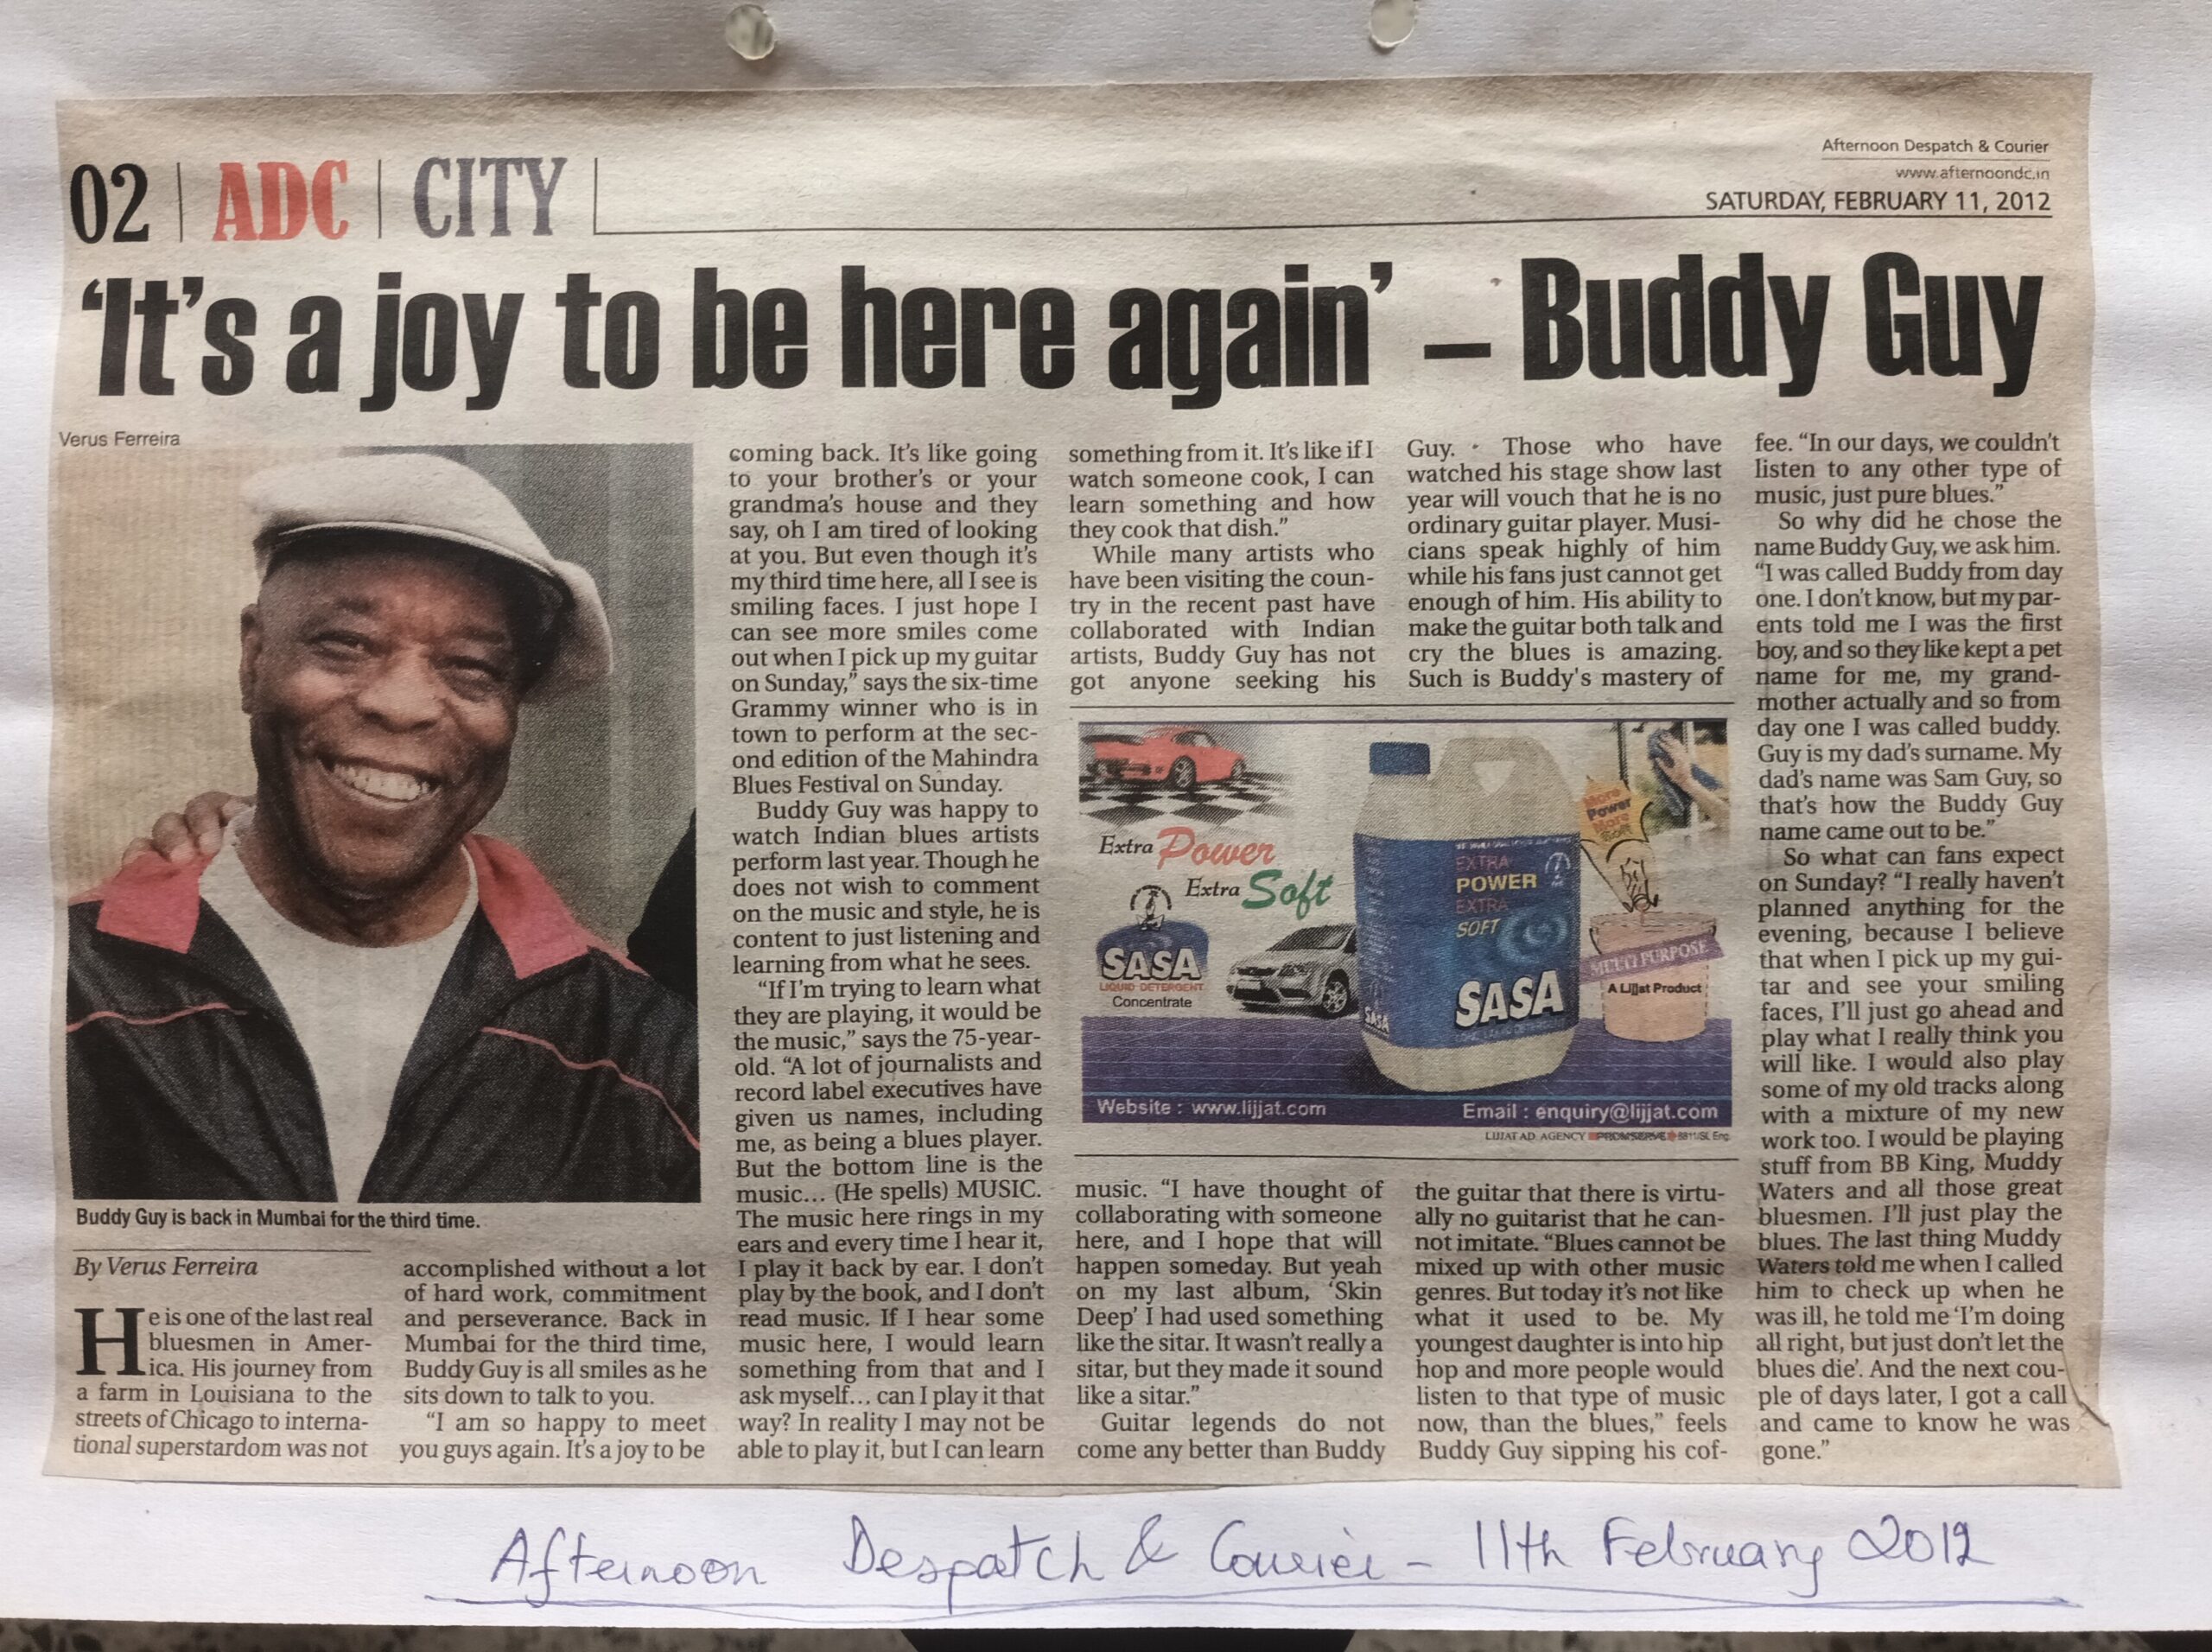 02 | ADC | CITY
Afternoon Despatch & Courier
www.afternoondc.in
SATURDAY, FEBRUARY 11, 2012
‘It’s a joy to be here again’ – Buddy Guy
Verus Ferreira
Buddy Guy is back in Mumbai for the third time.
By Verus Ferreira
He is one of the last real
bluesmen in Amer-
ica. His journey from
a farm in Louisiana to the
streets of Chicago to interna-
tional superstardom was not
accomplished without a lot
of hard work, commitment
and perseverance. Back in
Mumbai for the third time,
Buddy Guy is all smiles as he
sits down to talk to you.
“I am so happy to meet
you guys again. It’s a joy to be
coming back. It’s like going
to your brother’s or your
grandma’s house and they
say, oh I am tired of looking
at you. But even though it’s
my third time here, all I see is
smiling faces. I just hope I
can see more smiles come
out when I pick up my guitar
on Sunday,” says the six-time
Grammy winner who is in
town to perform at the sec-
ond edition of the Mahindra
Blues Festival on Sunday.
Buddy Guy was happy to
watch Indian blues artists
perform last year. Though he
does not wish to comment
on the music and style, he is
content to just listening and
learning from what he sees.
“If I’m trying to learn what
they are playing, it would be
the music,” says the 75-year-
old. “A lot of journalists and
record label executives have
given us names, including
me, as being a blues player.
But the bottom line is the
music... (He spells) MUSIC.
The music here rings in my
ears and every time I hear it,
I play it back by ear. I don’t
play by the book, and I don’t
read music. If I hear some
music here, I would learn
something from that and I
ask myself... can I play it that
way? In reality I may not be
able to play it, but I can learn
something from it. It’s like if I
watch someone cook, I can
learn something and how
they cook that dish.”
While many artists who
have been visiting the coun-
try in the recent past have
collaborated with Indian
artists, Buddy Guy has not
got anyone seeking his
music. “I have thought of
collaborating with someone
here, and I hope that will
happen someday. But yeah
on my last album, ‘Skin
Deep’ I had used something
like the sitar. It wasn’t really a
sitar, but they made it sound
like a sitar.”
Guitar legends do not
come any better than Buddy
Guy. Those who have
watched his stage show last
year will vouch that he is no
ordinary guitar player. Musi-
cians speak highly of him
while his fans just cannot get
enough of him. His ability to
make the guitar both talk and
cry the blues is amazing.
Such is Buddy's mastery of
the guitar that there is virtu-
ally no guitarist that he can-
not imitate. “Blues cannot be
mixed up with other music
genres. But today it’s not like
what it used to be. My
youngest daughter is into hip
hop and more people would
listen to that type of music
now, than the blues,” feels
Buddy Guy sipping his cof-
fee. “In our days, we couldn’t
listen to any other type of
music, just pure blues.”
So why did he chose the
name Buddy Guy, we ask him.
“I was called Buddy from day
one. I don’t know, but my par-
ents told me I was the first
boy, and so they like kept a pet
name for me, my grand-
mother actually and so from
day one I was called buddy.
Guy is my dad’s surname. My
dad’s name was Sam Guy, so
that’s how the Buddy Guy
name came out to be.”
So what can fans expect
on Sunday? “I really haven’t
planned anything for the
evening, because I believe
that when I pick up my gui-
tar and see your smiling
faces, I’ll just go ahead and
play what I really think you
will like. I would also play
some of my old tracks along
with a mixture of my new
work too. I would be playing
stuff from BB King, Muddy
Waters and all those great
bluesmen. I’ll just play the
blues. The last thing Muddy
Waters told me when I called
him to check up when he
was ill, he told me ‘I’m doing
all right, but just don’t let the
blues die’. And the next cou-
ple of days later, I got a call
and came to know he was
gone.”
Extra Power
Extra Soft
SASA
LIQUID DETERGENT
Concentrate
EXTRA
POWER
EXTRA
SOFT
SASA
SASA
More
Power
More
MULTI PURPOSE
A Lijjat Product
Website : www.lijjat.com
Email : enquiry@lijjat.com
LIJJAT AD. AGENCY
Afternoon Despatch & Courier - 11th February 2012